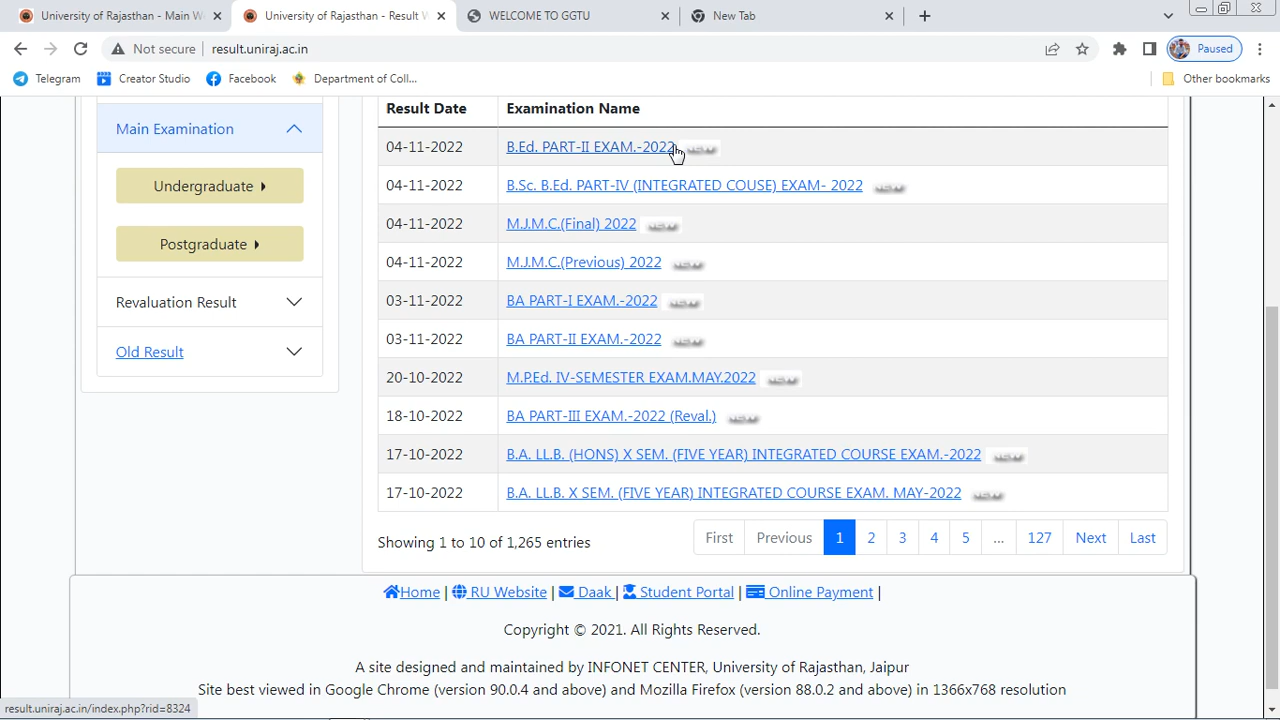 University of Rajasthan - Main W
University of Rajasthan - Result W
WELCOME TO GGTU
New Tab
Not secure
result.uniraj.ac.in
Paused
Telegram
Creator Studio
Facebook
Department of Coll...
Other bookmarks
Result Date Examination Name
Main Examination
Undergraduate
Postgraduate
Revaluation Result
Old Result
04-11-2022 B.Ed. PART-II EXAM.-2022 NEW
04-11-2022 B.Sc. B.Ed. PART-IV (INTEGRATED COUSE) EXAM- 2022 NEW
04-11-2022 M.J.M.C.(Final) 2022 NEW
04-11-2022 M.J.M.C.(Previous) 2022 NEW
03-11-2022 BA PART-I EXAM.-2022 NEW
03-11-2022 BA PART-II EXAM.-2022 NEW
20-10-2022 M.P.Ed. IV-SEMESTER EXAM.MAY.2022 NEW
18-10-2022 BA PART-III EXAM.-2022 (Reval.) NEW
17-10-2022 B.A. LL.B. (HONS) X SEM. (FIVE YEAR) INTEGRATED COURSE EXAM.-2022 NEW
17-10-2022 B.A. LL.B. X SEM. (FIVE YEAR) INTEGRATED COURSE EXAM. MAY-2022 NEW
Showing 1 to 10 of 1,265 entries
First Previous 1 2 3 4 5 ... 127 Next Last
Home | RU Website | Daak | Student Portal | Online Payment |
Copyright © 2021. All Rights Reserved.
A site designed and maintained by INFONET CENTER, University of Rajasthan, Jaipur
Site best viewed in Google Chrome (version 90.0.4 and above) and Mozilla Firefox (version 88.0.2 and above) in 1366x768 resolution
result.uniraj.ac.in/index.php?rid=8324